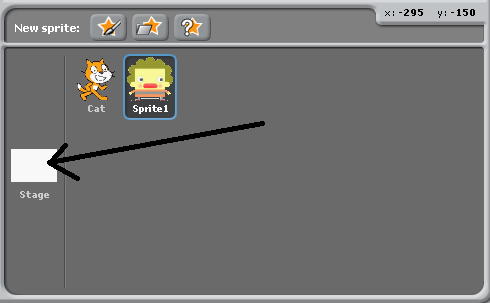 x: -295 y: -150
New sprite:
Cat
Sprite1
Stage